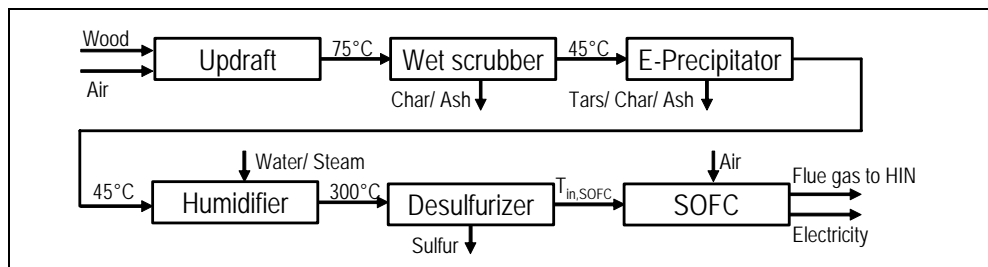 Wood
Air
Updraft
75°C
Wet scrubber
Char/ Ash
45°C
E-Precipitator
Tars/ Char/ Ash
45°C
Water/ Steam
Humidifier
300°C
Desulfurizer
Sulfur
Tin,SOFC
Air
SOFC
Flue gas to HIN
Electricity